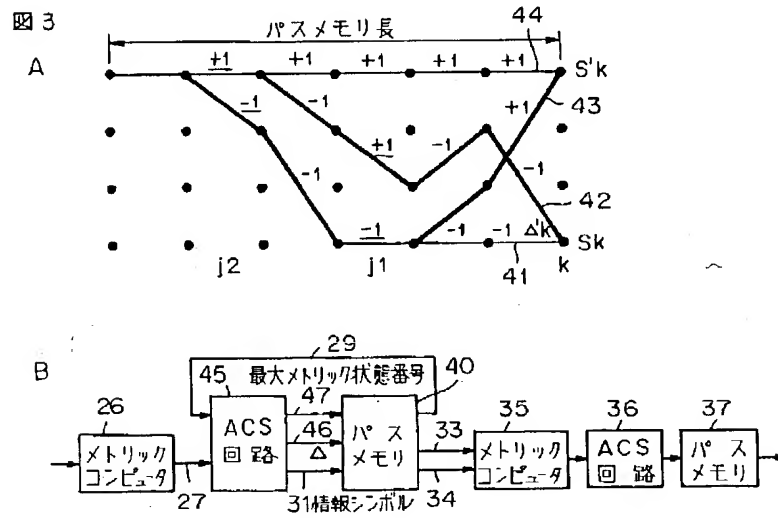 図3
パスメモリ長
44
A
+1 +1 +1 +1 +1
S'k
43
-1 -1 +1
+1 -1
-1 -1
42
-1 -1 -1 Δ'k
Sk
j2 j1 41 k
B
29
45 最大メトリック状態番号 40
26 47 35 36 37
メトリック
コンピュータ
ACS
回路
46
Δ
パス
メモリ
33
メトリック
コンピュータ
ACS
回路
パス
メモリ
27
31情報シンボル
34